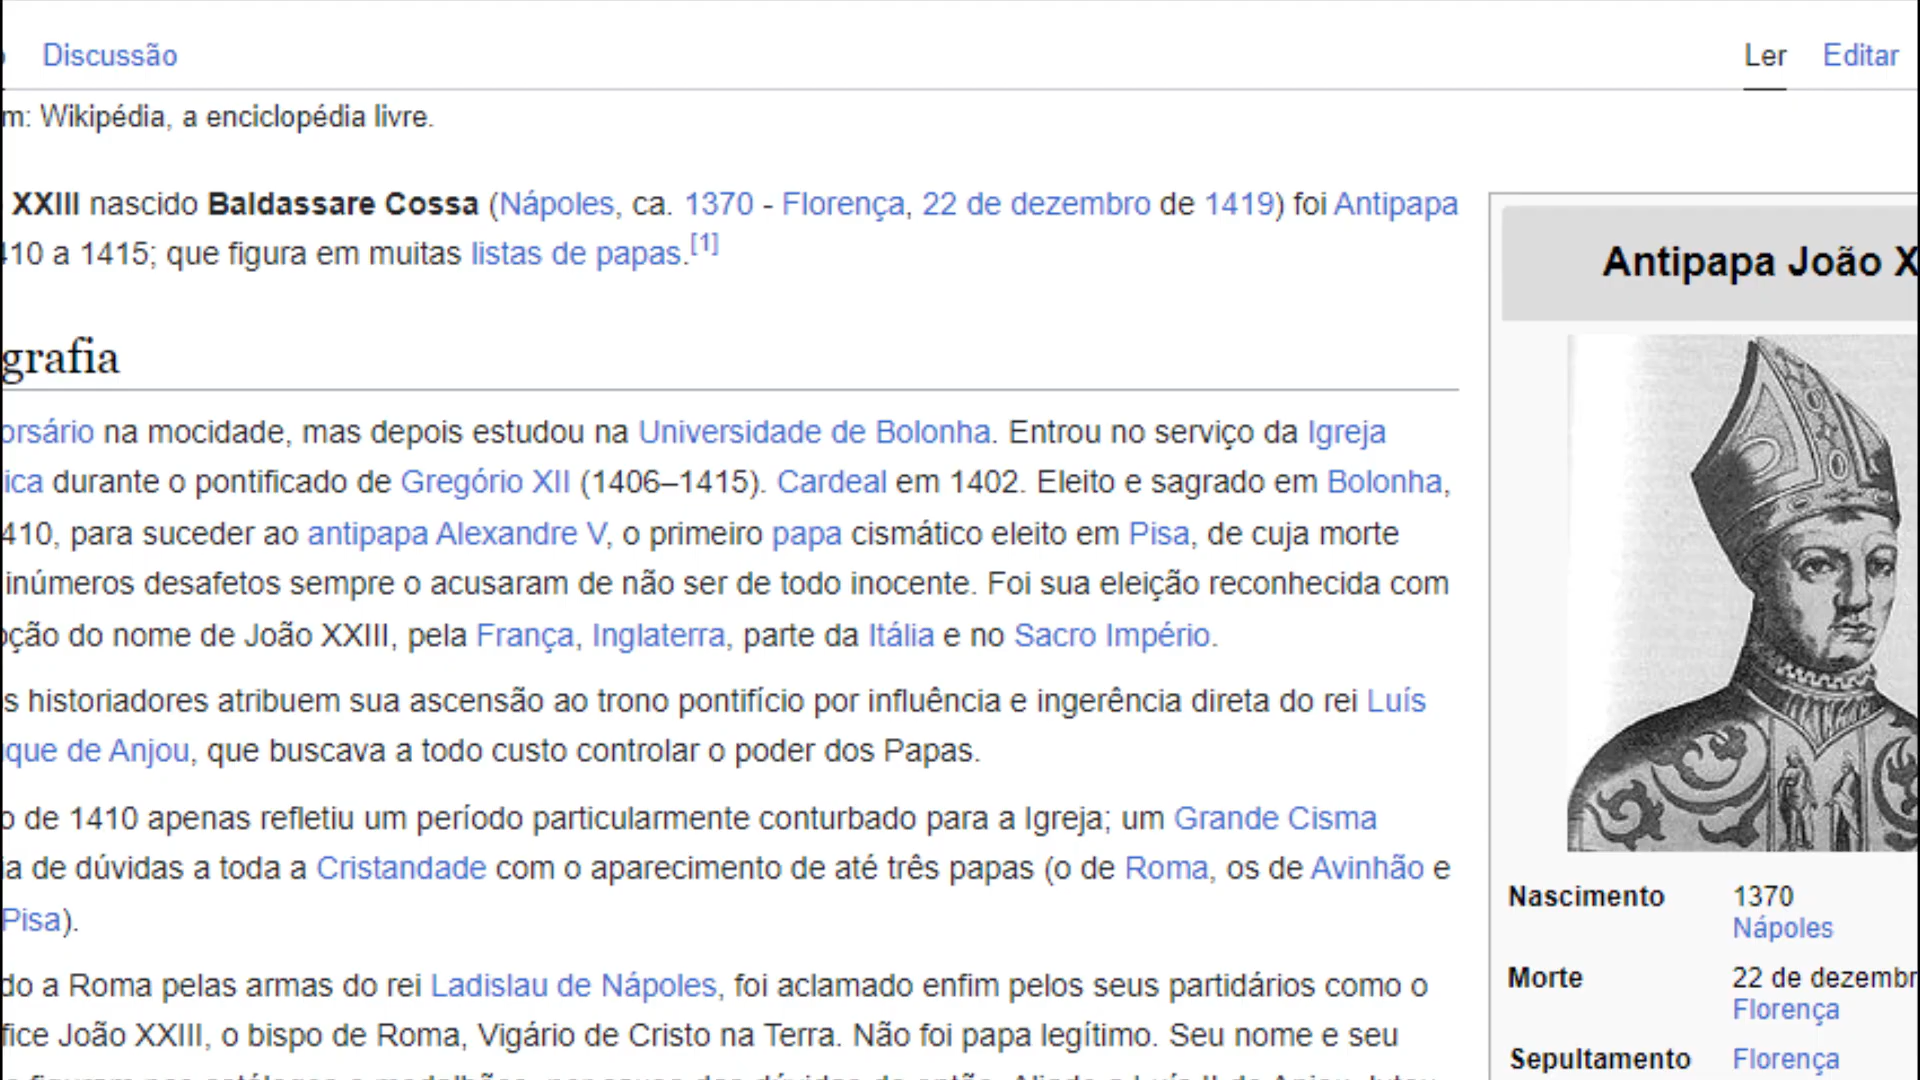 Discussão
Ler Editar
m: Wikipédia, a enciclopédia livre.
XXIII nascido Baldassare Cossa (Nápoles, ca. 1370 - Florença, 22 de dezembro de 1419) foi Antipapa
410 a 1415; que figura em muitas listas de papas.[1]
grafia
orsário na mocidade, mas depois estudou na Universidade de Bolonha. Entrou no serviço da Igreja
ica durante o pontificado de Gregório XII (1406–1415). Cardeal em 1402. Eleito e sagrado em Bolonha,
410, para suceder ao antipapa Alexandre V, o primeiro papa cismático eleito em Pisa, de cuja morte
inúmeros desafetos sempre o acusaram de não ser de todo inocente. Foi sua eleição reconhecida com
oção do nome de João XXIII, pela França, Inglaterra, parte da Itália e no Sacro Império.
s historiadores atribuem sua ascensão ao trono pontifício por influência e ingerência direta do rei Luís
que de Anjou, que buscava a todo custo controlar o poder dos Papas.
o de 1410 apenas refletiu um período particularmente conturbado para a Igreja; um Grande Cisma
ia de dúvidas a toda a Cristandade com o aparecimento de até três papas (o de Roma, os de Avinhão e
Pisa).
do a Roma pelas armas do rei Ladislau de Nápoles, foi aclamado enfim pelos seus partidários como o
fice João XXIII, o bispo de Roma, Vigário de Cristo na Terra. Não foi papa legítimo. Seu nome e seu
Antipapa João X
Nascimento 1370
Nápoles
Morte 22 de dezembr
Florença
Sepultamento Florença